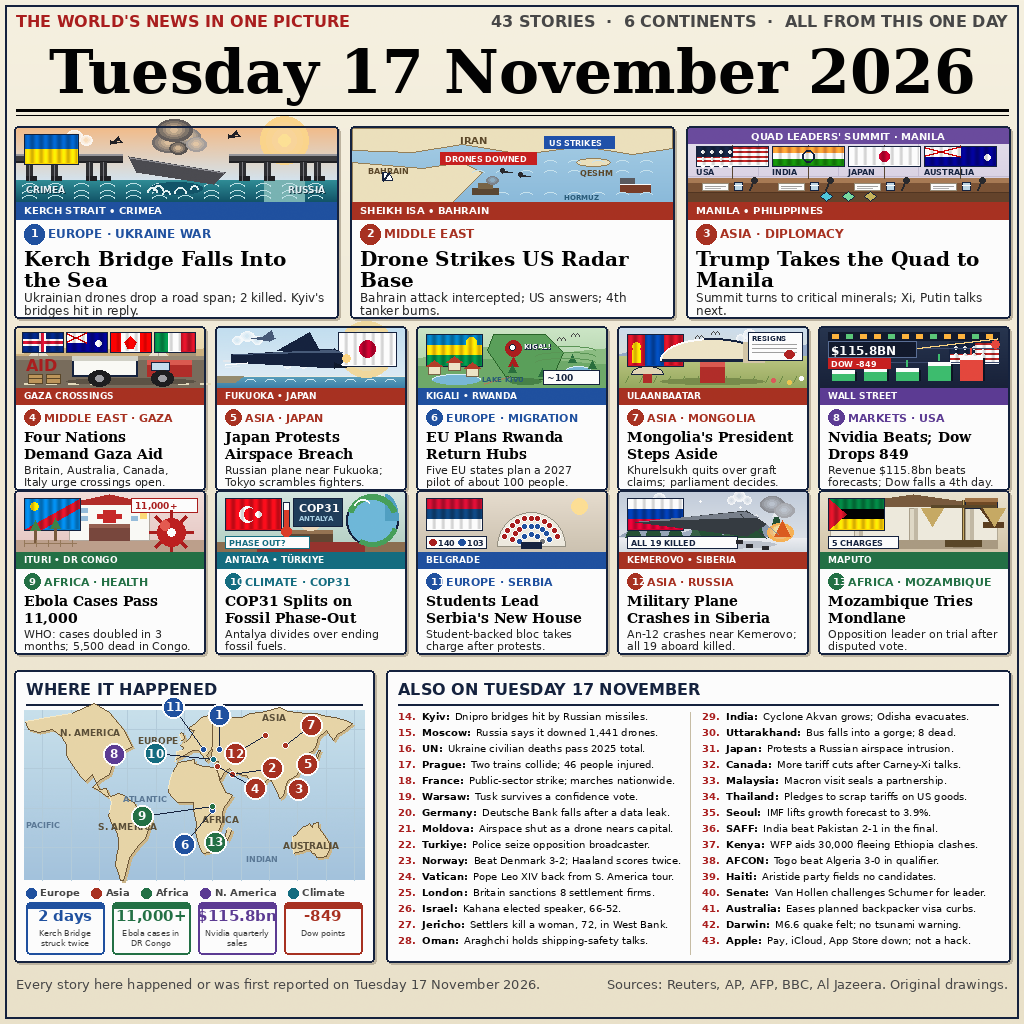 THE WORLD'S NEWS IN ONE PICTURE
43 STORIES · 6 CONTINENTS · ALL FROM THIS ONE DAY
Tuesday 17 November 2026
CRIMEA
RUSSIA
KERCH STRAIT • CRIMEA
1 EUROPE · UKRAINE WAR
Kerch Bridge Falls Into
the Sea
Ukrainian drones drop a road span; 2 killed. Kyiv's
bridges hit in reply.
IRAN
US STRIKES
DRONES DOWNED
BAHRAIN
QESHM
HORMUZ
SHEIKH ISA • BAHRAIN
2 MIDDLE EAST
Drone Strikes US Radar
Base
Bahrain attack intercepted; US answers; 4th
tanker burns.
QUAD LEADERS' SUMMIT · MANILA
USA
INDIA
JAPAN
AUSTRALIA
MANILA • PHILIPPINES
3 ASIA · DIPLOMACY
Trump Takes the Quad to
Manila
Summit turns to critical minerals; Xi, Putin talks
next.
AID
GAZA CROSSINGS
4 MIDDLE EAST · GAZA
Four Nations
Demand Gaza Aid
Britain, Australia, Canada,
Italy urge crossings open.
FUKUOKA • JAPAN
5 ASIA · JAPAN
Japan Protests
Airspace Breach
Russian plane near Fukuoka;
Tokyo scrambles fighters.
KIGALI
LAKE KIVU
~100
KIGALI • RWANDA
6 EUROPE · MIGRATION
EU Plans Rwanda
Return Hubs
Five EU states plan a 2027
pilot of about 100 people.
RESIGNS
ULAANBAATAR
7 ASIA · MONGOLIA
Mongolia's President
Steps Aside
Khurelsukh quits over graft
claims; parliament decides.
$115.8BN
DOW -849
WALL STREET
8 MARKETS · USA
Nvidia Beats; Dow
Drops 849
Revenue $115.8bn beats
forecasts; Dow falls a 4th day.
11,000+
ITURI • DR CONGO
9 AFRICA · HEALTH
Ebola Cases Pass
11,000
WHO: cases doubled in 3
months; 5,500 dead in Congo.
COP31
ANTALYA
PHASE OUT?
ANTALYA • TÜRKIYE
10 CLIMATE · COP31
COP31 Splits on
Fossil Phase-Out
Antalya divides over ending
fossil fuels.
140 103
BELGRADE
11 EUROPE · SERBIA
Students Lead
Serbia's New House
Student-backed bloc takes
charge after protests.
ALL 19 KILLED
KEMEROVO • SIBERIA
12 ASIA · RUSSIA
Military Plane
Crashes in Siberia
An-12 crashes near Kemerovo;
all 19 aboard killed.
5 CHARGES
MAPUTO
13 AFRICA · MOZAMBIQUE
Mozambique Tries
Mondlane
Opposition leader on trial after
disputed vote.
WHERE IT HAPPENED
N. AMERICA
EUROPE
ASIA
ATLANTIC
PACIFIC
S. AMERICA
AFRICA
INDIAN
AUSTRALIA
11
1
7
8
10
12
2
5
4
3
9
6
13
Europe Asia Africa N. America Climate
2 days
Kerch Bridge
struck twice
11,000+
Ebola cases in
DR Congo
$115.8bn
Nvidia quarterly
sales
-849
Dow points
ALSO ON TUESDAY 17 NOVEMBER
14. Kyiv: Dnipro bridges hit by Russian missiles.
15. Moscow: Russia says it downed 1,441 drones.
16. UN: Ukraine civilian deaths pass 2025 total.
17. Prague: Two trains collide; 46 people injured.
18. France: Public-sector strike; marches nationwide.
19. Warsaw: Tusk survives a confidence vote.
20. Germany: Deutsche Bank falls after a data leak.
21. Moldova: Airspace shut as a drone nears capital.
22. Turkiye: Police seize opposition broadcaster.
23. Norway: Beat Denmark 3-2; Haaland scores twice.
24. Vatican: Pope Leo XIV back from S. America tour.
25. London: Britain sanctions 8 settlement firms.
26. Israel: Kahana elected speaker, 66-52.
27. Jericho: Settlers kill a woman, 72, in West Bank.
28. Oman: Araghchi holds shipping-safety talks.
29. India: Cyclone Akvan grows; Odisha evacuates.
30. Uttarakhand: Bus falls into a gorge; 8 dead.
31. Japan: Protests a Russian airspace intrusion.
32. Canada: More tariff cuts after Carney-Xi talks.
33. Malaysia: Macron visit seals a partnership.
34. Thailand: Pledges to scrap tariffs on US goods.
35. Seoul: IMF lifts growth forecast to 3.9%.
36. SAFF: India beat Pakistan 2-1 in the final.
37. Kenya: WFP aids 30,000 fleeing Ethiopia clashes.
38. AFCON: Togo beat Algeria 3-0 in qualifier.
39. Haiti: Aristide party fields no candidates.
40. Senate: Van Hollen challenges Schumer for leader.
41. Australia: Eases planned backpacker visa curbs.
42. Darwin: M6.6 quake felt; no tsunami warning.
43. Apple: Pay, iCloud, App Store down; not a hack.
Every story here happened or was first reported on Tuesday 17 November 2026.
Sources: Reuters, AP, AFP, BBC, Al Jazeera. Original drawings.